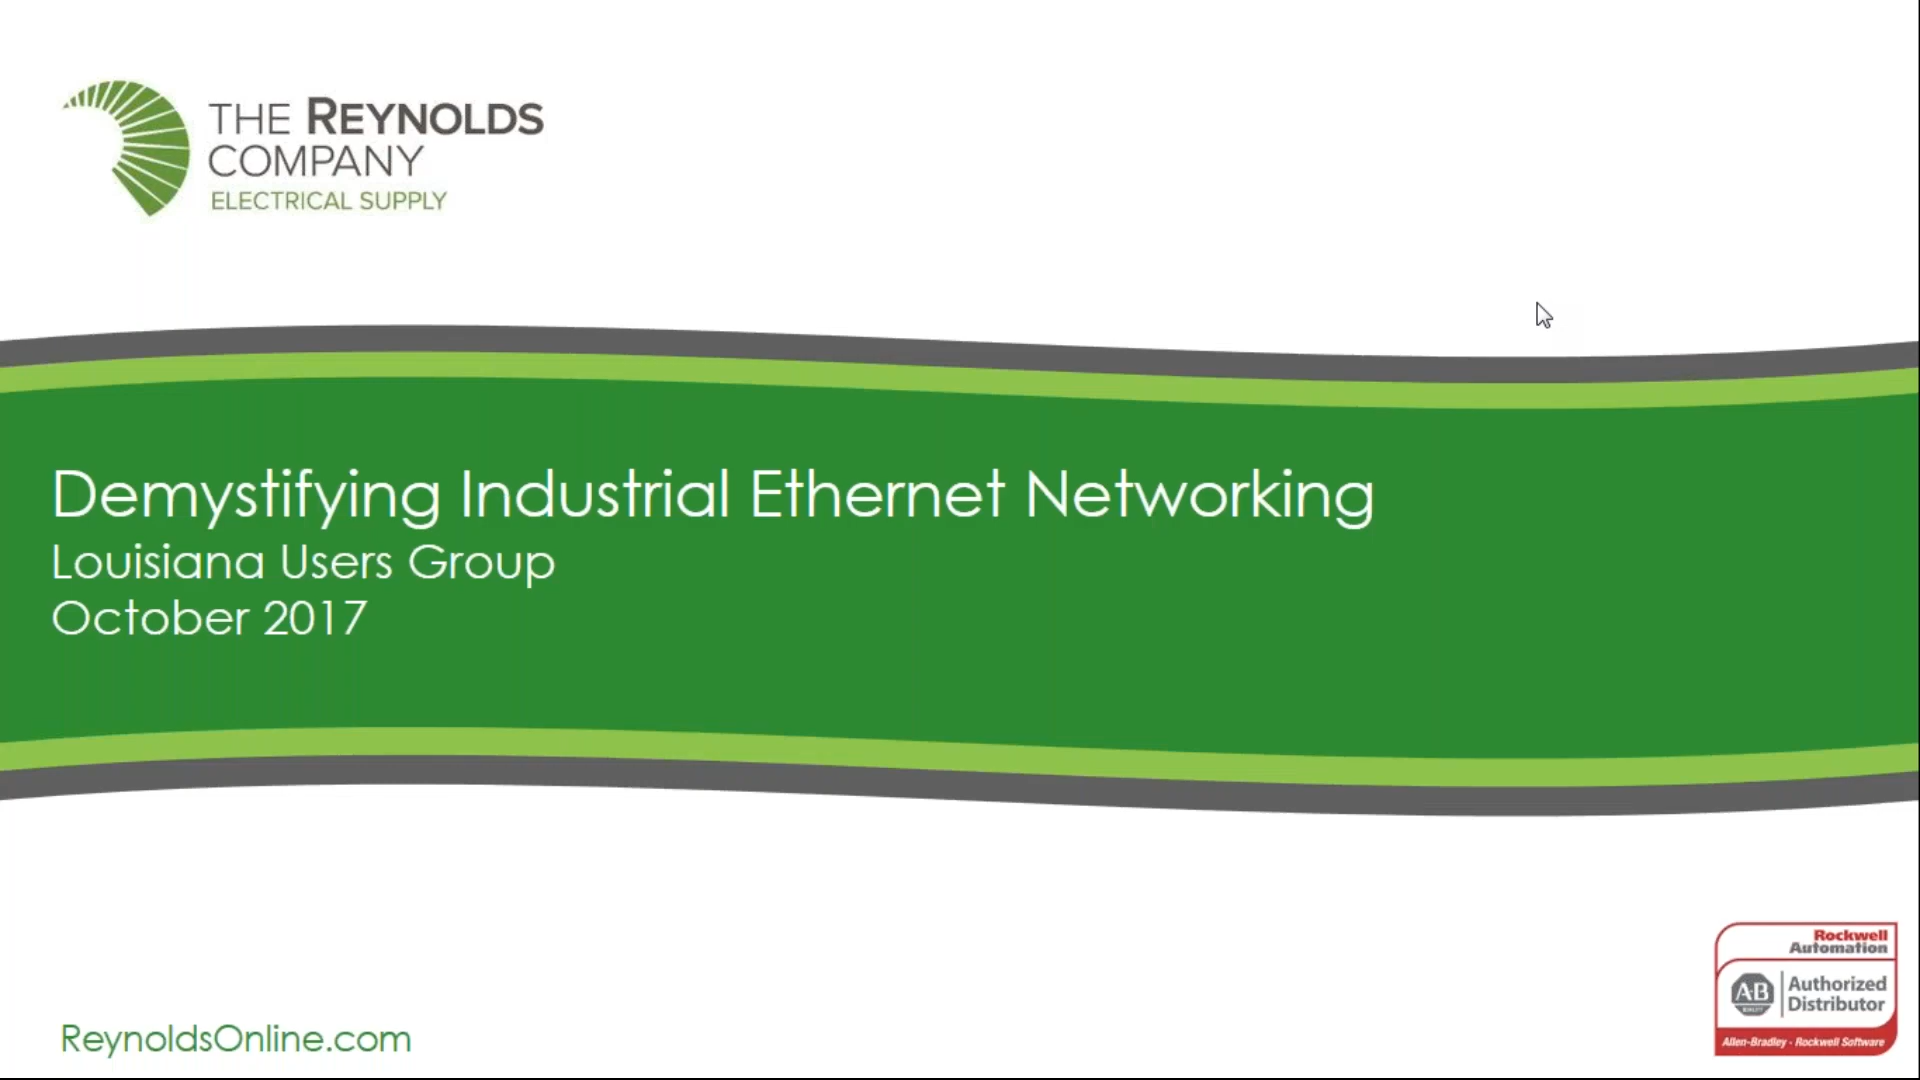 THE REYNOLDS
COMPANY
ELECTRICAL SUPPLY
Demystifying Industrial Ethernet Networking
Louisiana Users Group
October 2017
ReynoldsOnline.com
Rockwell
Automation
AB
Authorized
Distributor
Allen-Bradley · Rockwell Software